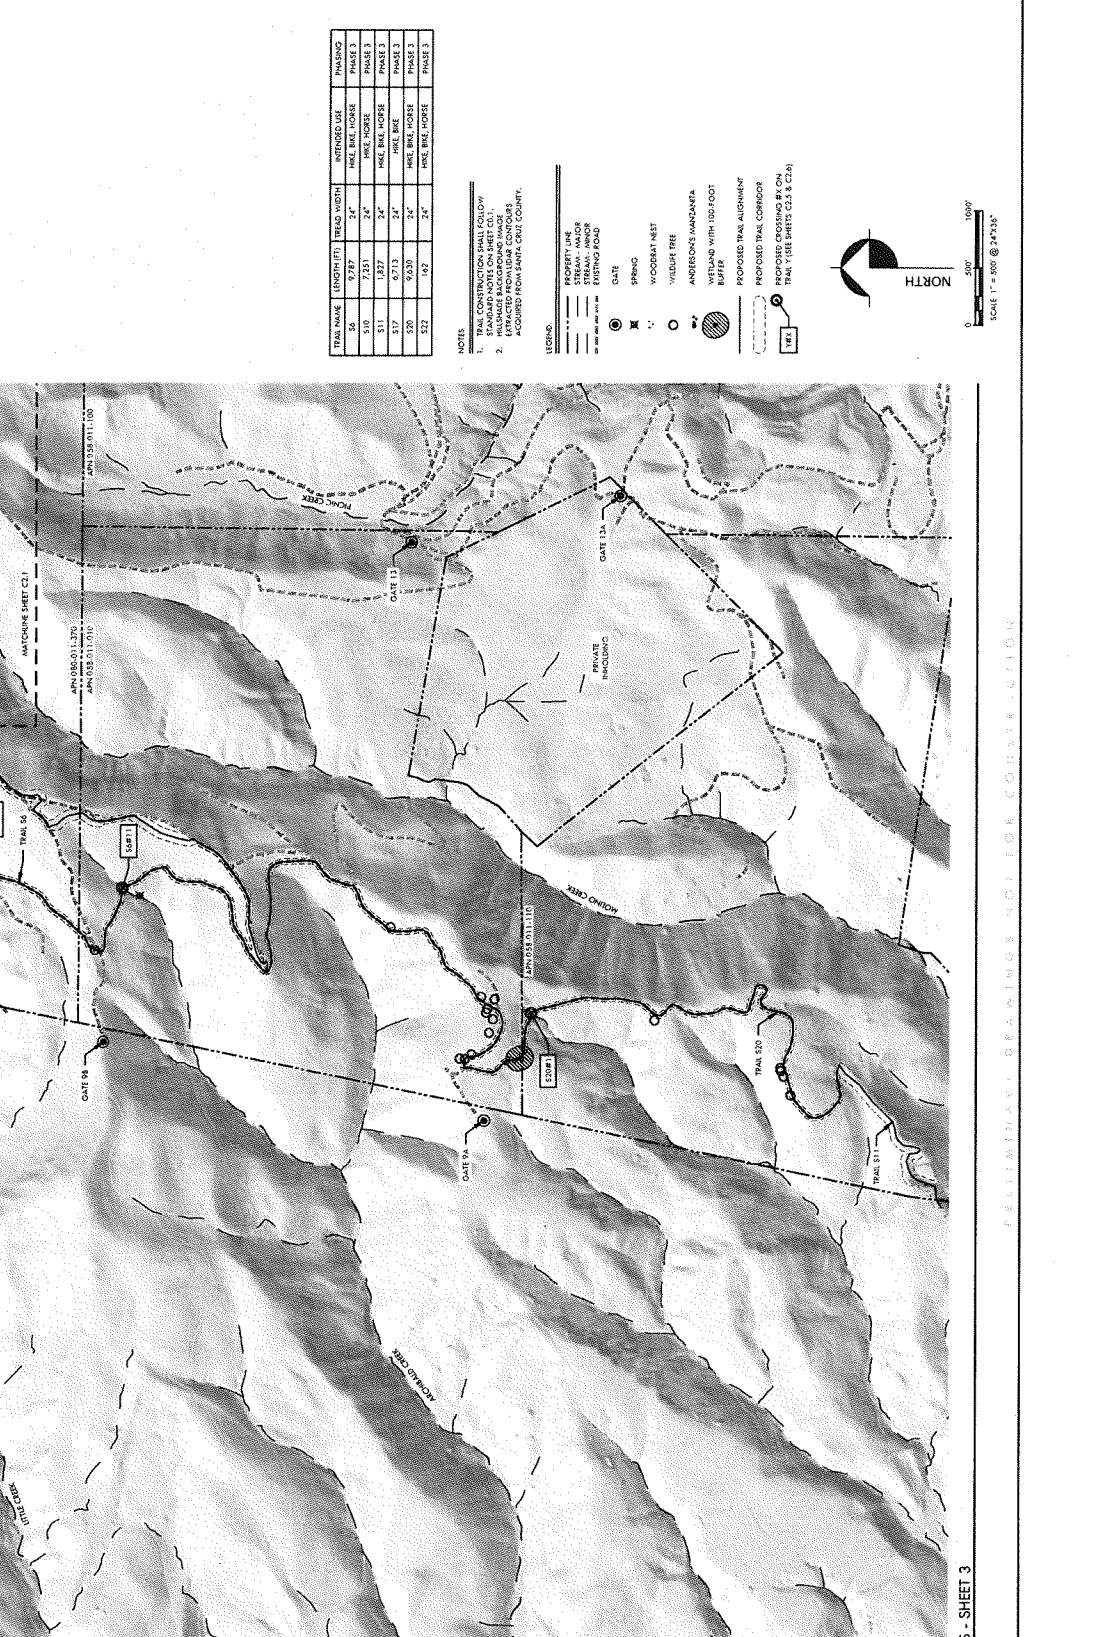 TRAIL NAME LENGTH (FT) TREAD WIDTH INTENDED USE PHASING
S6 9,787 24" HIKE, BIKE, HORSE PHASE 3
S10 7,251 24" HIKE, HORSE PHASE 3
S11 1,827 24" HIKE, BIKE, HORSE PHASE 3
S17 6,713 24" HIKE, BIKE PHASE 3
S20 9,630 24" HIKE, BIKE, HORSE PHASE 3
S22 162 24" HIKE, BIKE, HORSE PHASE 3
NOTES
1. TRAIL CONSTRUCTION SHALL FOLLOW
STANDARD NOTES ON SHEET C0.1.
2. HILLSHADE BACKGROUND IMAGE
EXTRACTED FROM LIDAR CONTOURS
ACQUIRED FROM SANTA CRUZ COUNTY.
LEGEND
PROPERTY LINE
STREAM - MAJOR
STREAM - MINOR
EXISTING ROAD
GATE
SPRING
WOODRAT NEST
WILDLIFE TREE
ANDERSON'S MANZANITA
WETLAND WITH 100-FOOT
BUFFER
PROPOSED TRAIL ALIGNMENT
PROPOSED TRAIL CORRIDOR
Y#X
PROPOSED CROSSING #X ON
TRAIL Y (SEE SHEETS C2.5 & C2.6)
NORTH
0 500' 1000'
SCALE 1" = 500' @ 24"X36"
MATCHLINE SHEET C2.1
APN 080-011-370
APN 058-011-010
APN 058-011-100
PICNIC CREEK
GATE 13
GATE 13A
PRIVATE
INHOLDING
TRAIL S6
S6#11
MOLINO CREEK
APN 058-011-110
GATE 9B
GATE 9A
S20#1
TRAIL S20
TRAIL S11
ARCHIBALD CREEK
LITTLE CREEK
- SHEET 3
PRELIMINARY DRAWINGS NOT FOR CONSTRUCTION